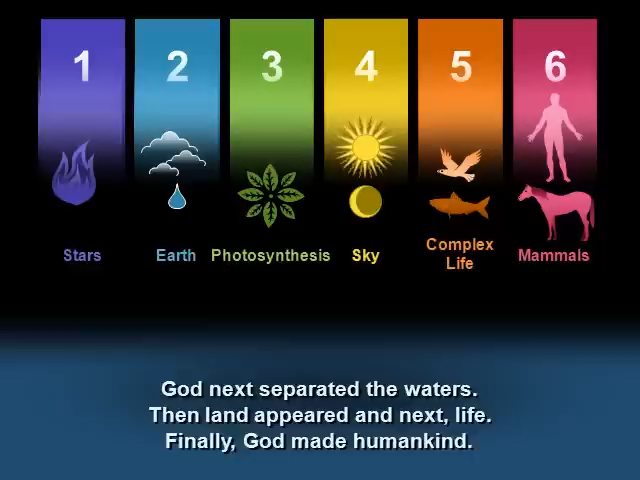 1 2 3 4 5 6
Stars Earth Photosynthesis Sky Complex Life Mammals
God next separated the waters.
Then land appeared and next, life.
Finally, God made humankind.